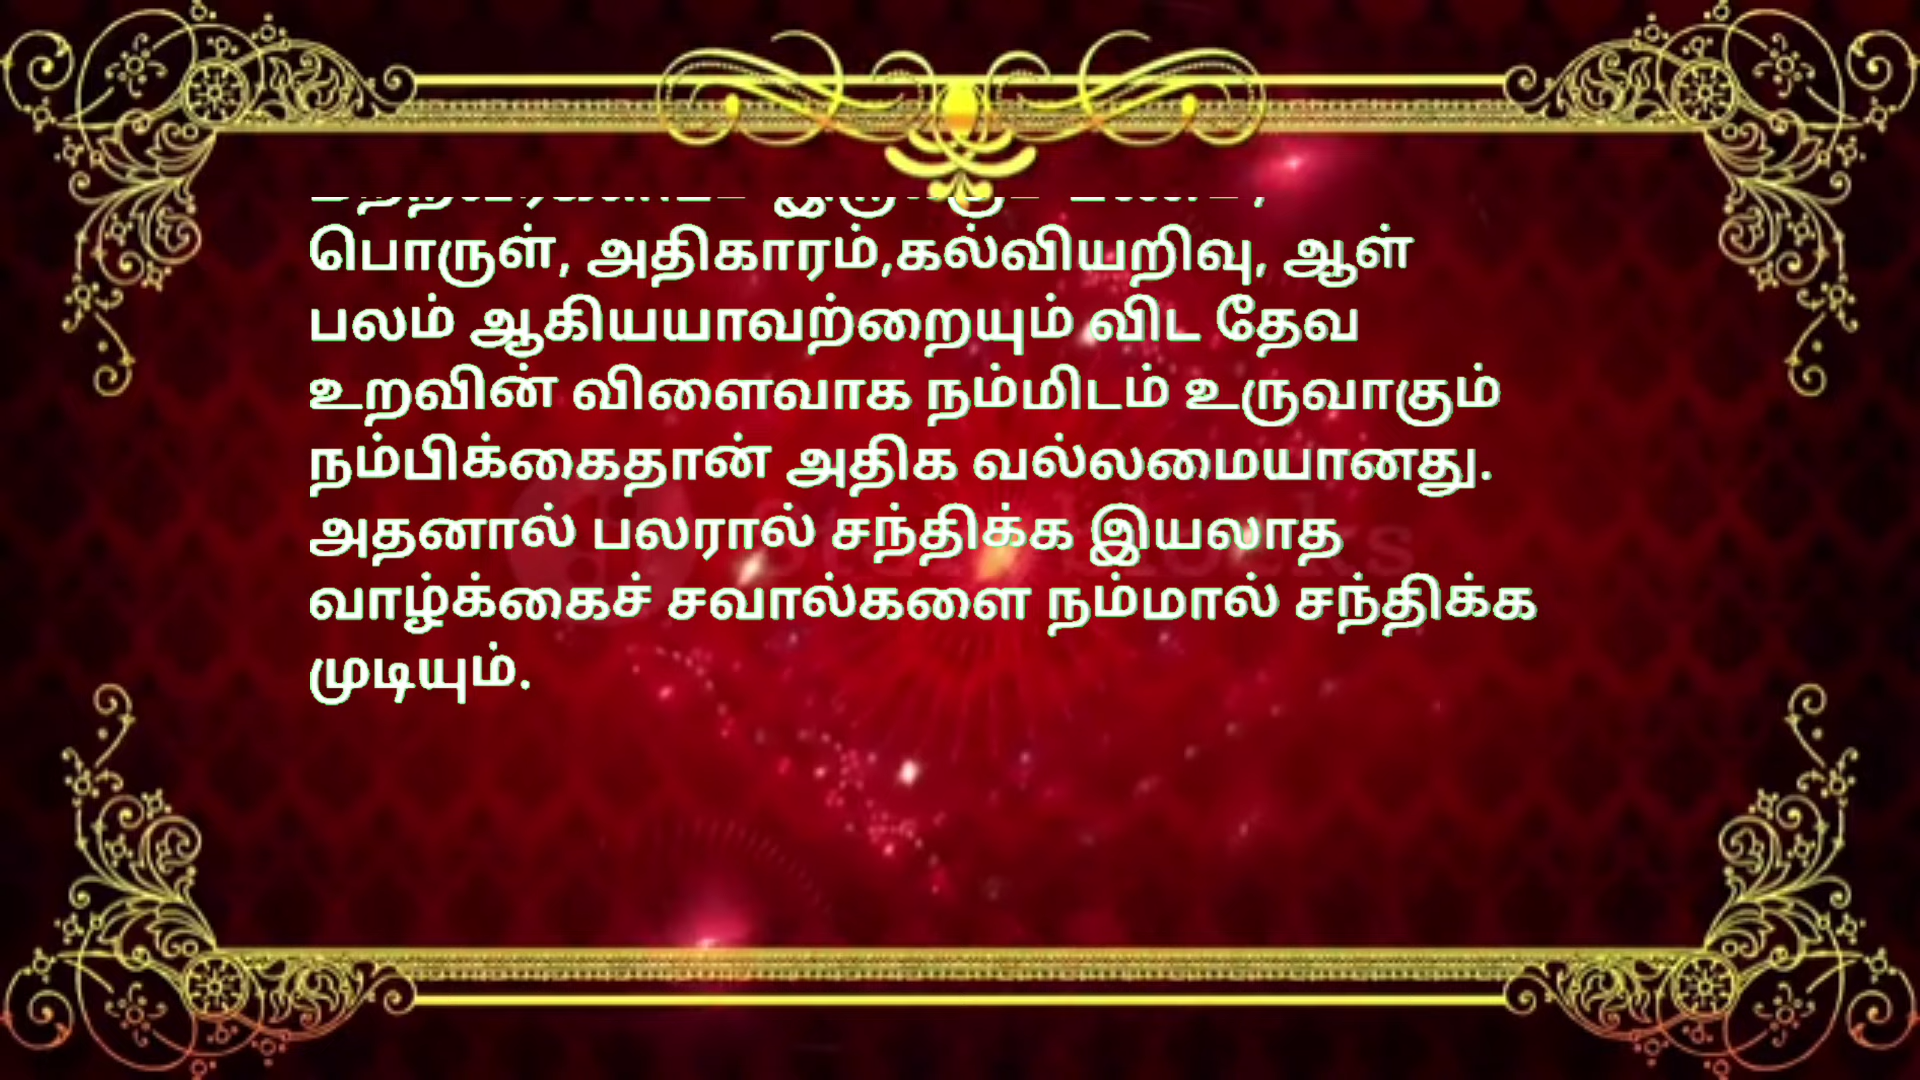 பொருள், அதிகாரம்,கல்வியறிவு, ஆள்
பலம் ஆகியயாவற்றையும் விட தேவ
உறவின் விளைவாக நம்மிடம் உருவாகும்
நம்பிக்கைதான் அதிக வல்லமையானது.
அதனால் பலரால் சந்திக்க இயலாத
வாழ்க்கைச் சவால்களை நம்மால் சந்திக்க
முடியும்.